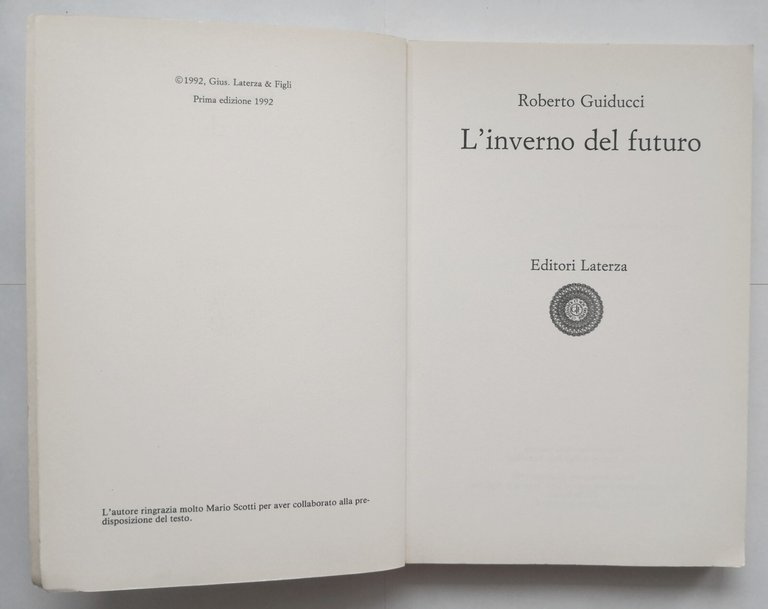 ©1992, Gius. Laterza & Figli
Prima edizione 1992
L'autore ringrazia molto Mario Scotti per aver collaborato alla pre-
disposizione del testo.
Roberto Guiducci
L'inverno del futuro
Editori Laterza